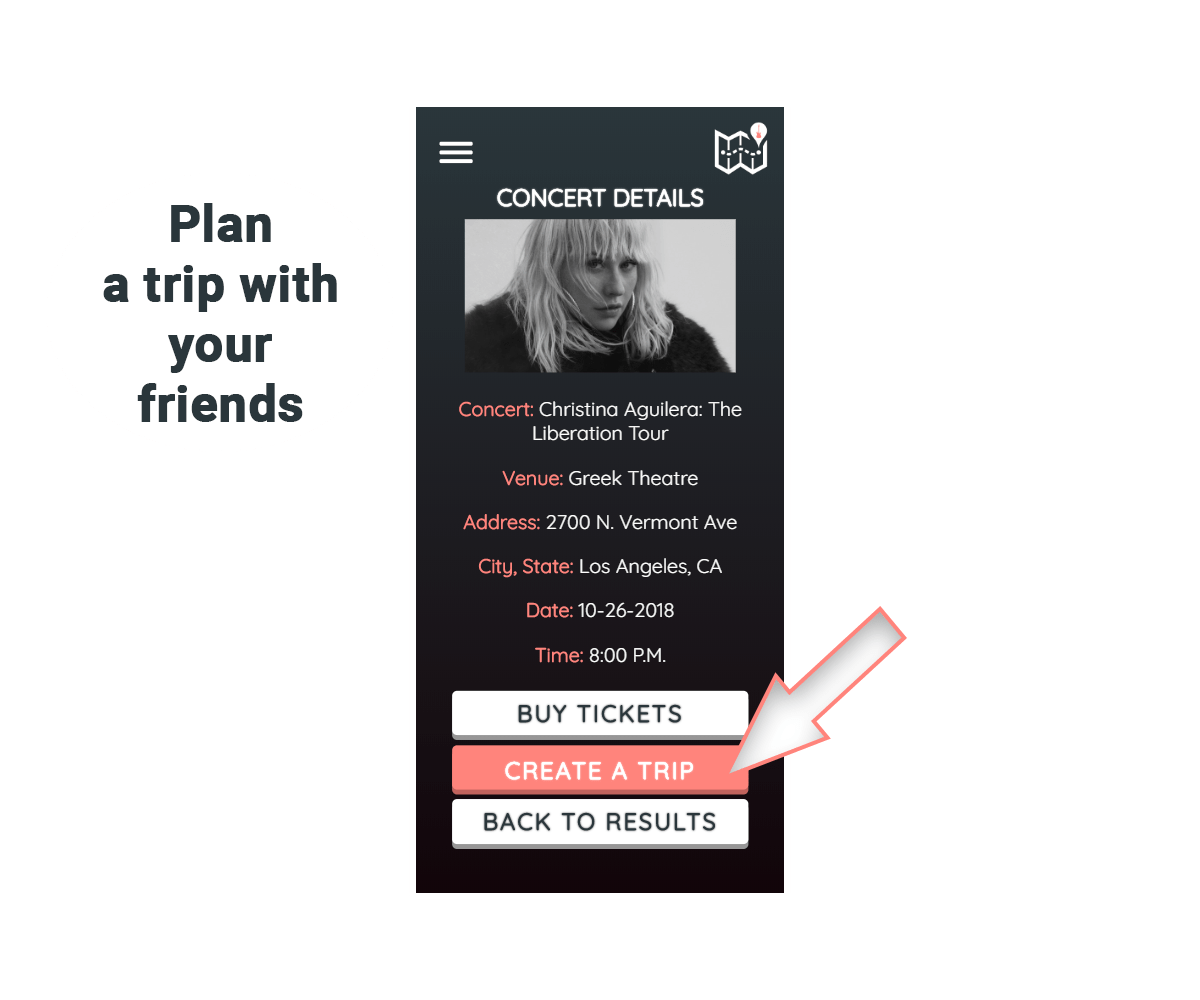 Plan
a trip with
your
friends
CONCERT DETAILS
Concert: Christina Aguilera: The
Liberation Tour
Venue: Greek Theatre
Address: 2700 N. Vermont Ave
City, State: Los Angeles, CA
Date: 10-26-2018
Time: 8:00 P.M.
BUY TICKETS
CREATE A TRIP
BACK TO RESULTS